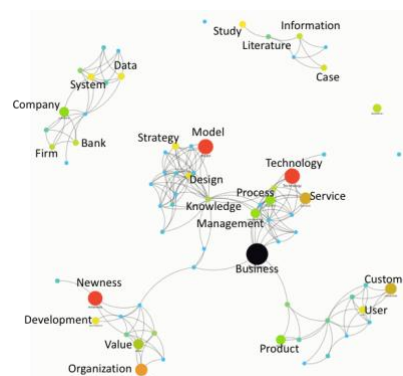 Study
Information
Literature
Case
Data
System
Company
Firm
Bank
Strategy
Model
Design
Technology
Process
Service
Knowledge
Management
Business
Newness
Development
Value
Organization
Custom
User
Product